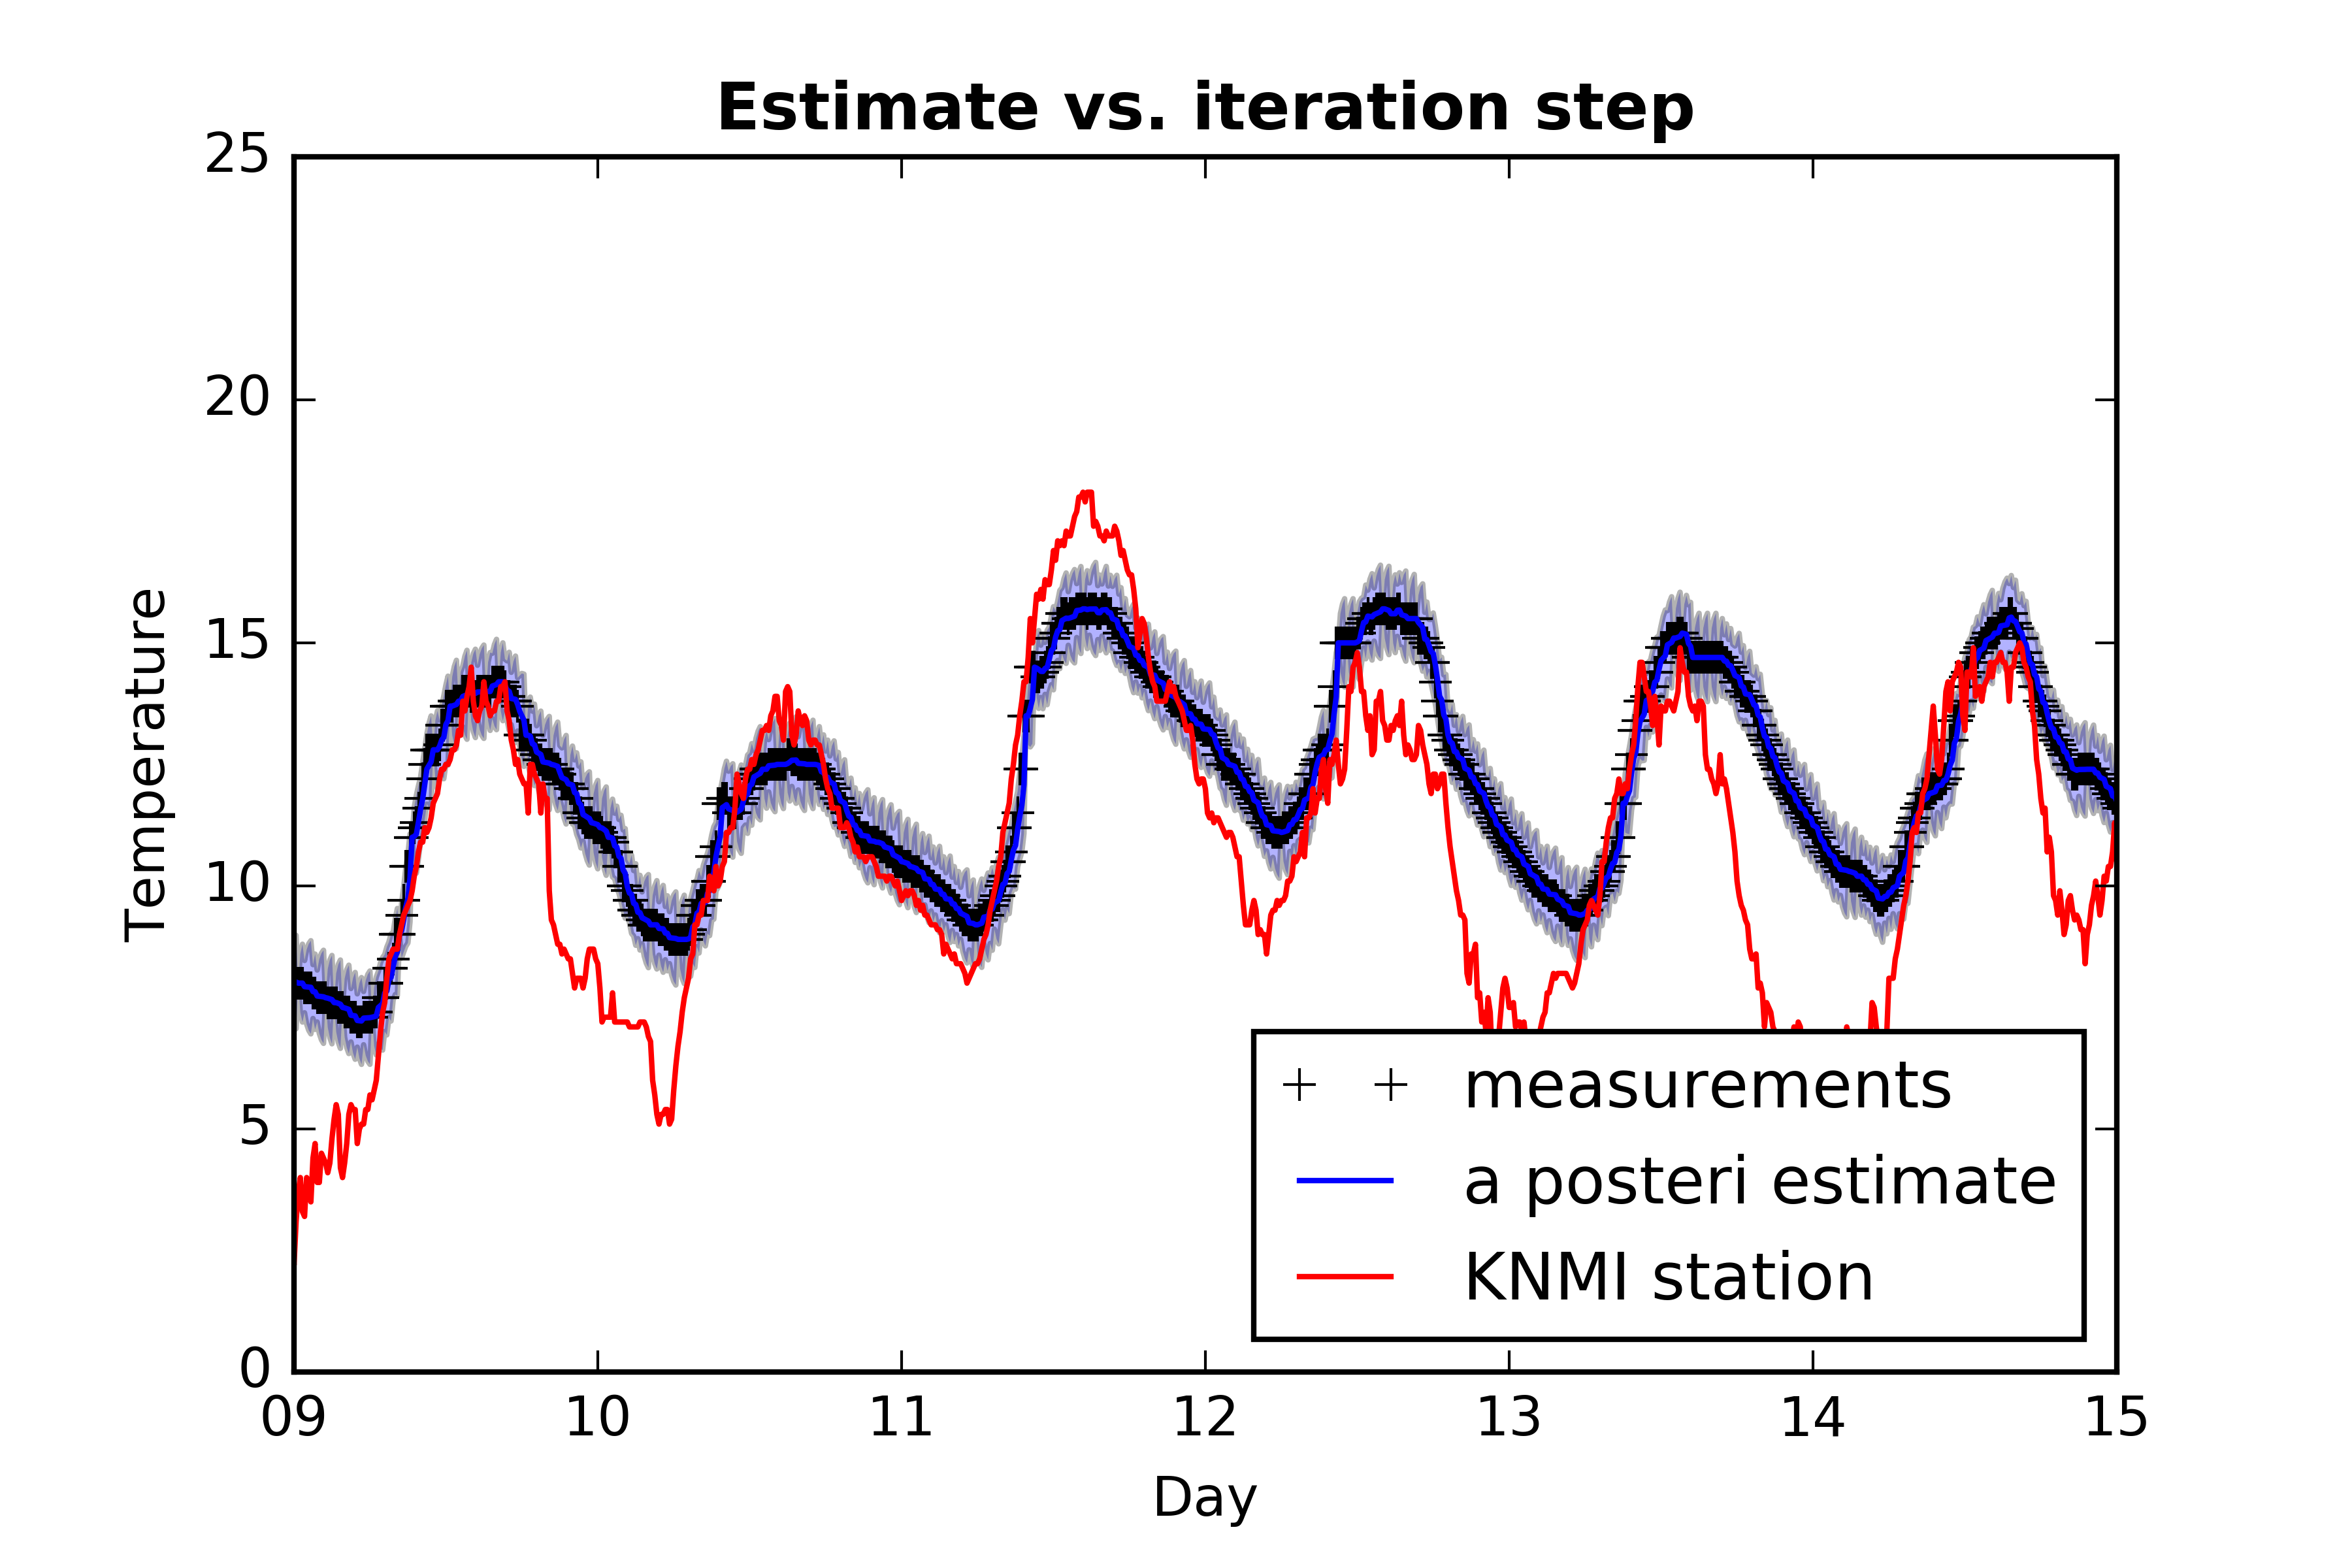 Estimate vs. iteration step
25
20
15
10
5
0
Temperature
measurements
a posteri estimate
KNMI station
09 10 11 12 13 14 15
Day